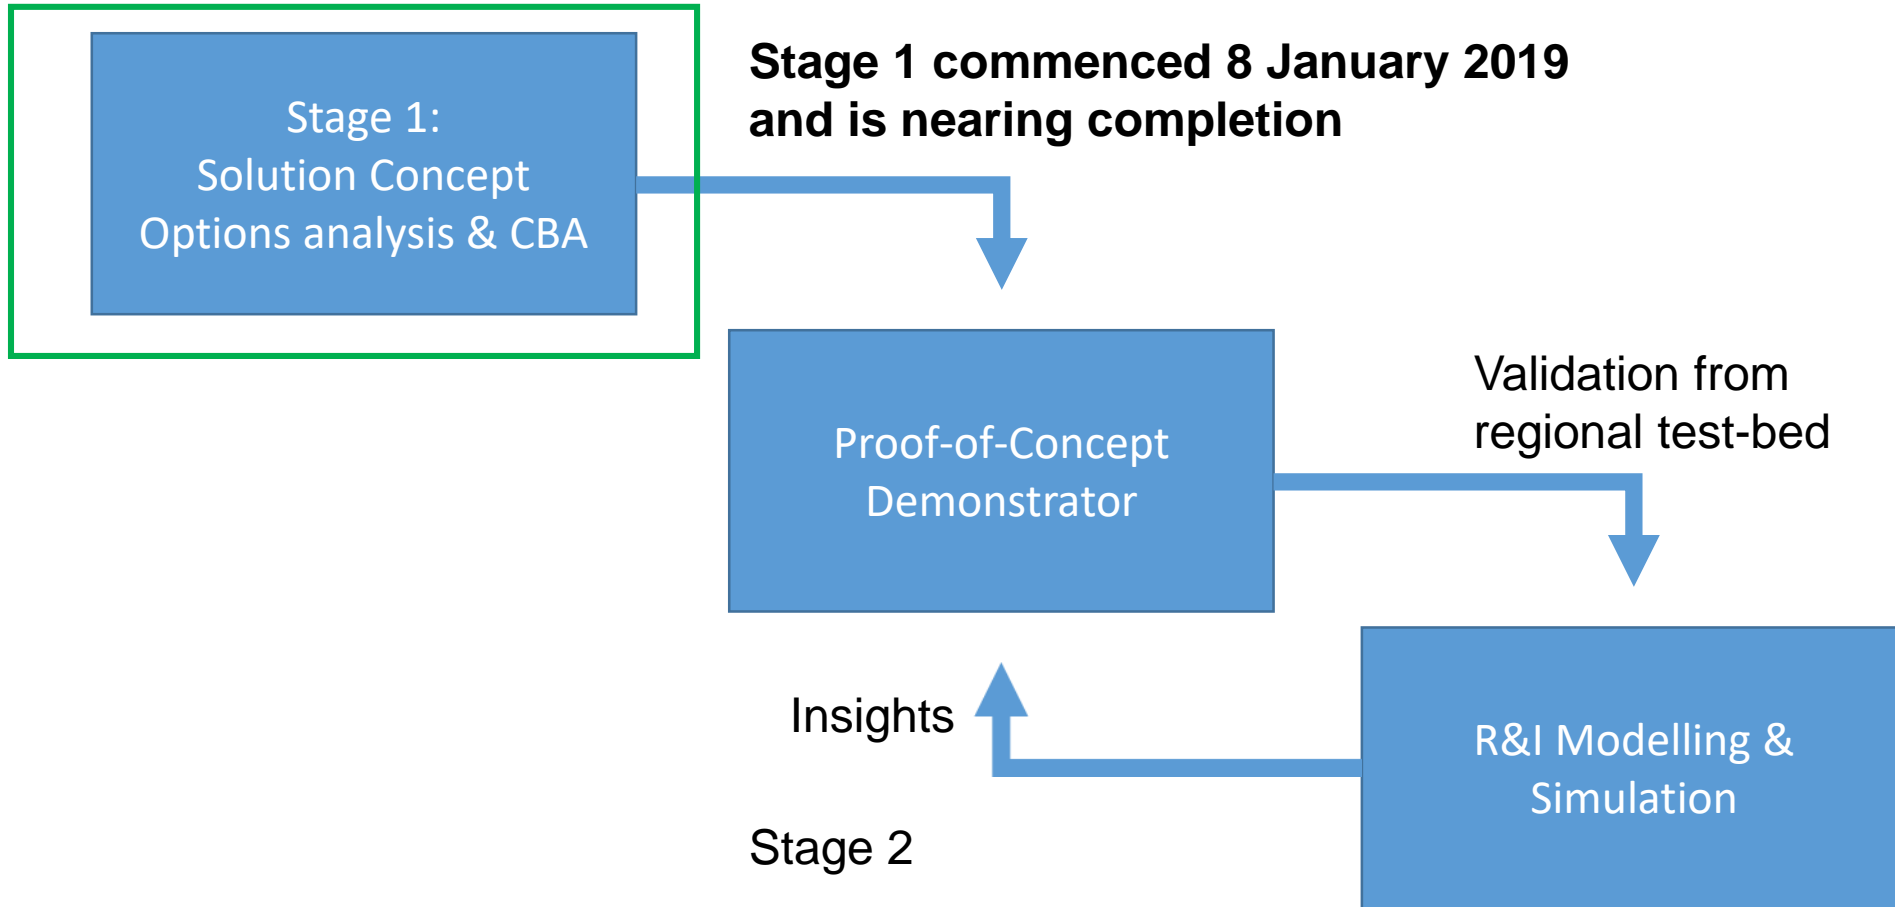 Stage 1:
Solution Concept
Options analysis & CBA
Stage 1 commenced 8 January 2019
and is nearing completion
Proof-of-Concept
Demonstrator
Validation from
regional test-bed
Insights
R&I Modelling &
Simulation
Stage 2